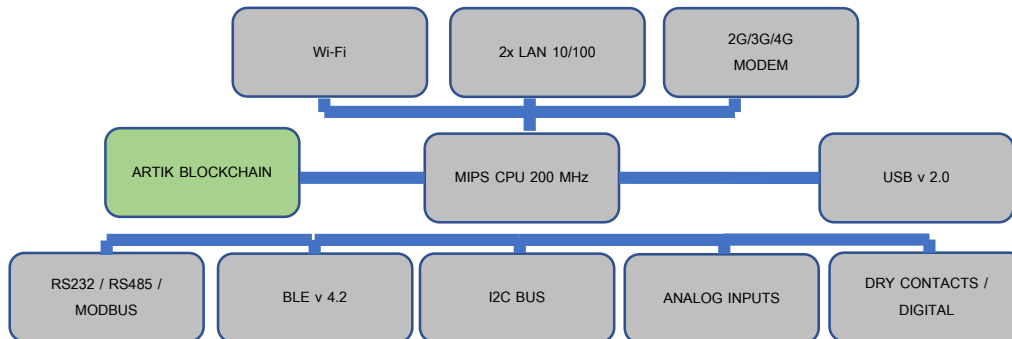 Wi-Fi
2x LAN 10/100
2G/3G/4G
MODEM
ARTIK BLOCKCHAIN
MIPS CPU 200 MHz
USB v 2.0
RS232 / RS485 /
MODBUS
BLE v 4.2
I2C BUS
ANALOG INPUTS
DRY CONTACTS /
DIGITAL